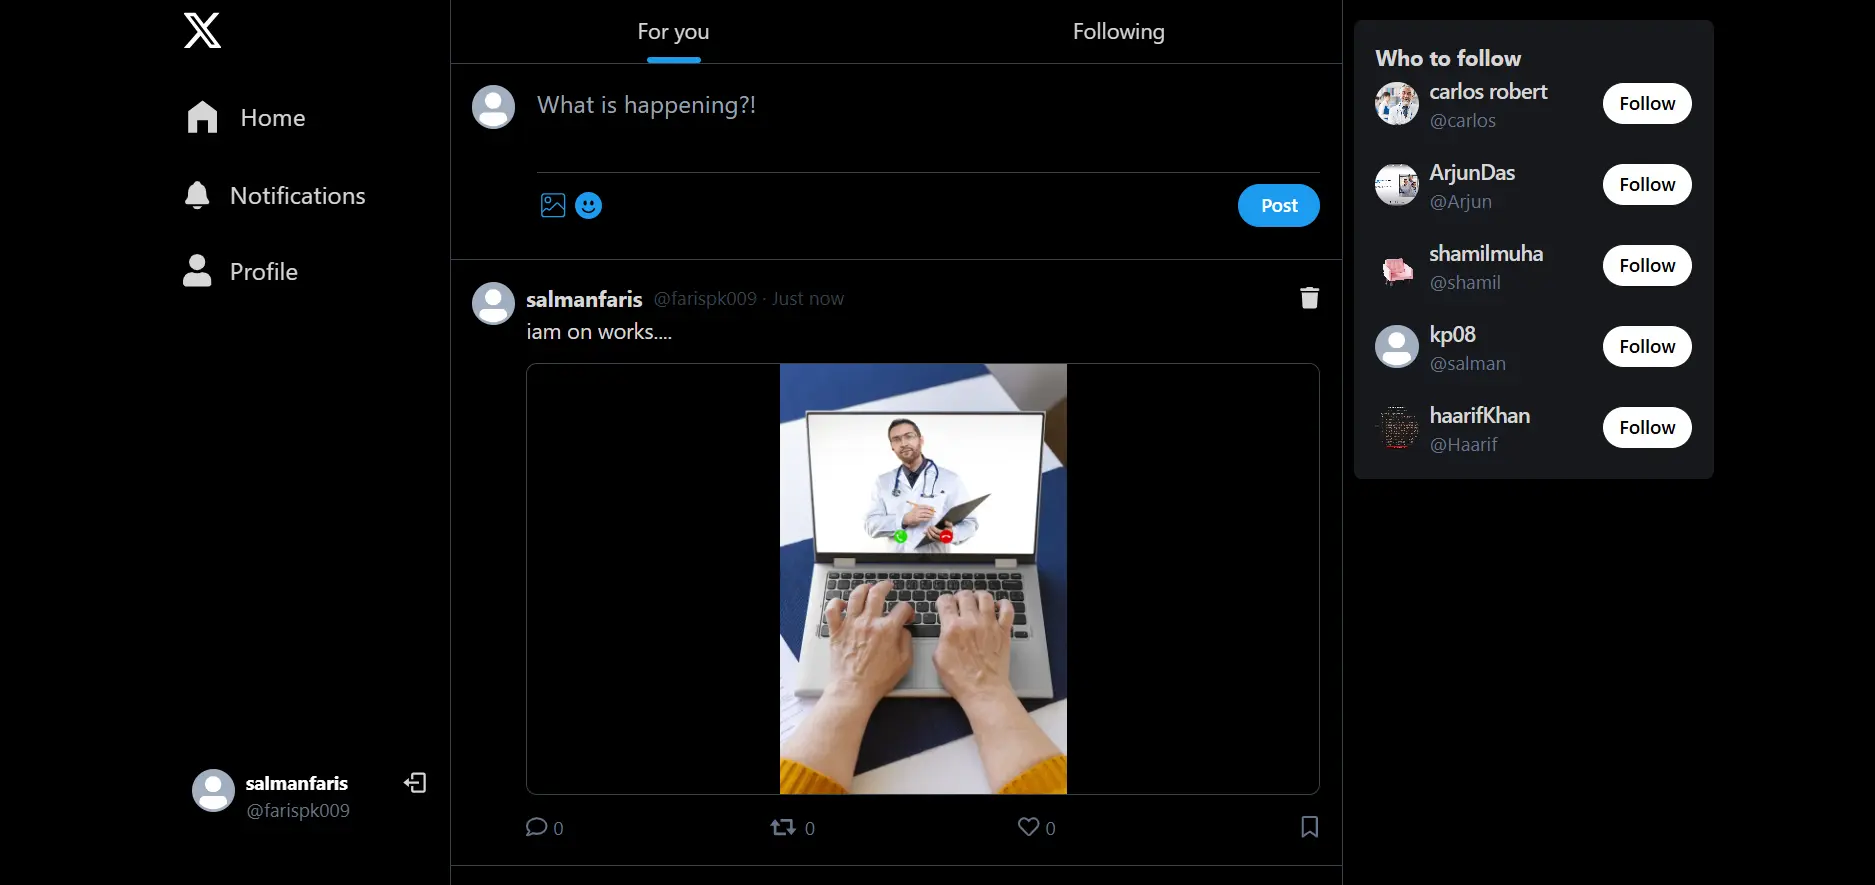 Home
Notifications
Profile
salmanfaris
@farispk009
For you
Following
What is happening?!
Post
salmanfaris @farispk009 · Just now
iam on works....
0
0
0
Who to follow
carlos robert
@carlos
Follow
ArjunDas
@Arjun
Follow
shamilmuha
@shamil
Follow
kp08
@salman
Follow
haarifKhan
@Haarif
Follow